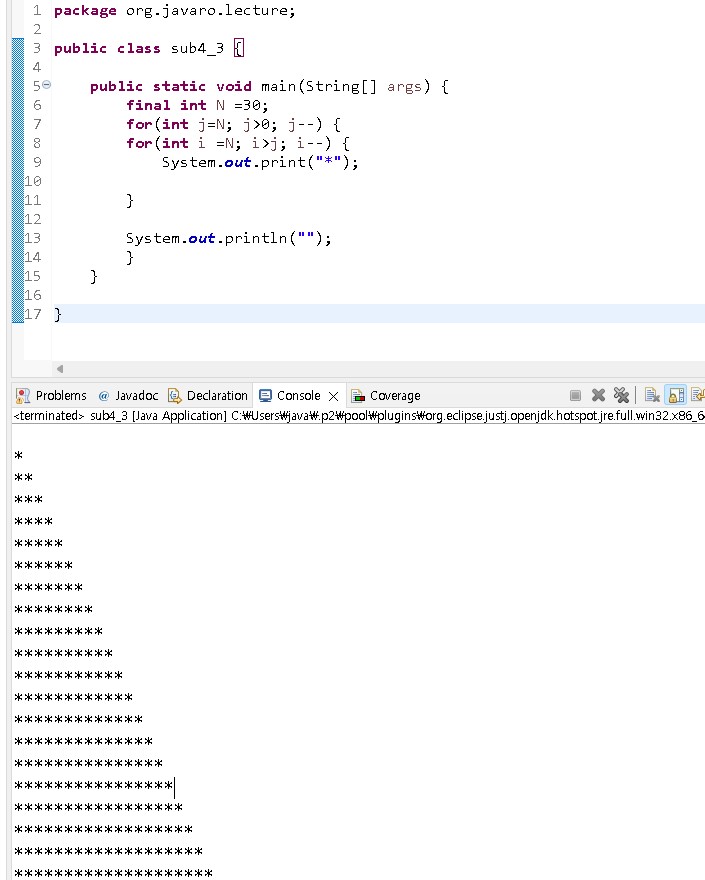 1 package org.javaro.lecture;
2
3 public class sub4_3 {
4
5 public static void main(String[] args) {
6 final int N =30;
7 for(int j=N; j>0; j--) {
8 for(int i =N; i>j; i--) {
9 System.out.print("*");
10
11 }
12
13 System.out.println("");
14 }
15 }
16
17 }
Problems @ Javadoc Declaration Console Coverage
<terminated> sub4_3 [Java Application] C:₩Users₩java₩.p2₩pool₩plugins₩org.eclipse.justj.openjdk.hotspot.jre.full.win32.x86_6
*
**
***
****
*****
******
*******
********
*********
**********
***********
************
*************
**************
***************
****************
*****************
******************
*******************
********************